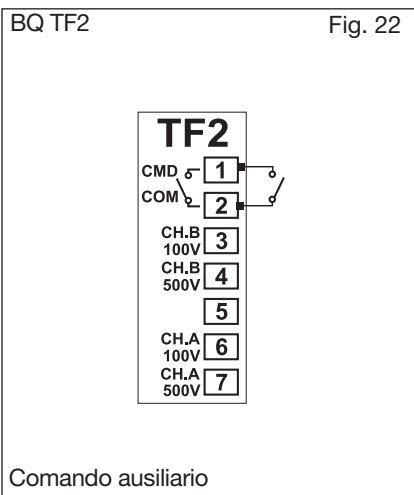 BQ TF2 Fig. 22
TF2
CMD 1
COM 2
CH.B
100V 3
CH.B
500V 4
5
CH.A
100V 6
CH.A
500V 7
Comando ausiliario